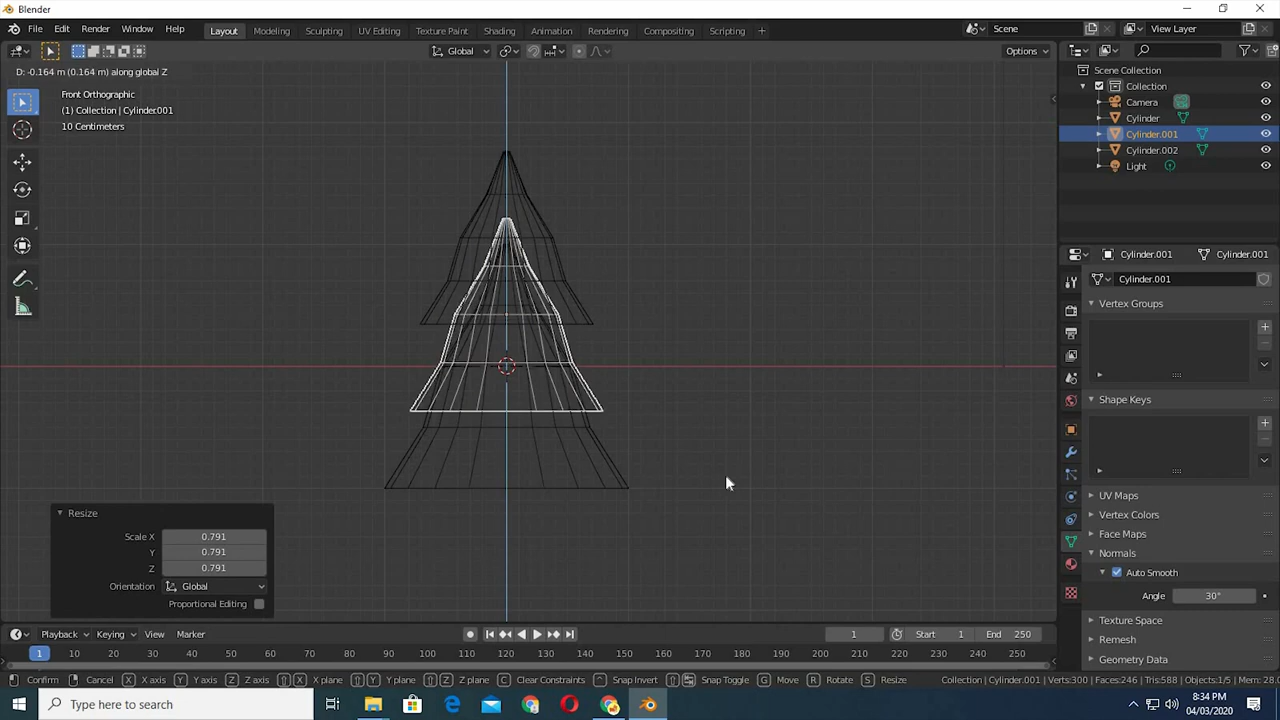 Blender
File Edit Render Window Help
Layout Modeling Sculpting UV Editing Texture Paint Shading Animation Rendering Compositing Scripting
Scene
View Layer
Global
Options
D: -0.164 m (0.164 m) along global Z
Front Orthographic
(1) Collection | Cylinder.001
10 Centimeters
Scene Collection
Collection
Camera
Cylinder
Cylinder.001
Cylinder.002
Light
Cylinder.001 Cylinder.001
Cylinder.001
Vertex Groups
Shape Keys
UV Maps
Vertex Colors
Face Maps
Normals
Auto Smooth
Angle 30°
Texture Space
Remesh
Geometry Data
Resize
Scale X 0.791
Y 0.791
Z 0.791
Orientation Global
Proportional Editing
Playback Keying View Marker
1 Start 1 End 250
1 10 20 30 40 50 60 70 80 90 100 110 120 130 140 150 160 170 180 190 200 210 220 230 240 250
Confirm Cancel X X axis Y Y axis Z Z axis X X plane Y Y plane Z Z plane C Clear Constraints Snap Invert Snap Toggle G Move R Rotate S Resize
Collection | Cylinder.001 | Verts:300 | Faces:246 | Tris:588 | Objects:1/5 | Mem: 28.0
Type here to search
8:34 PM
04/03/2020